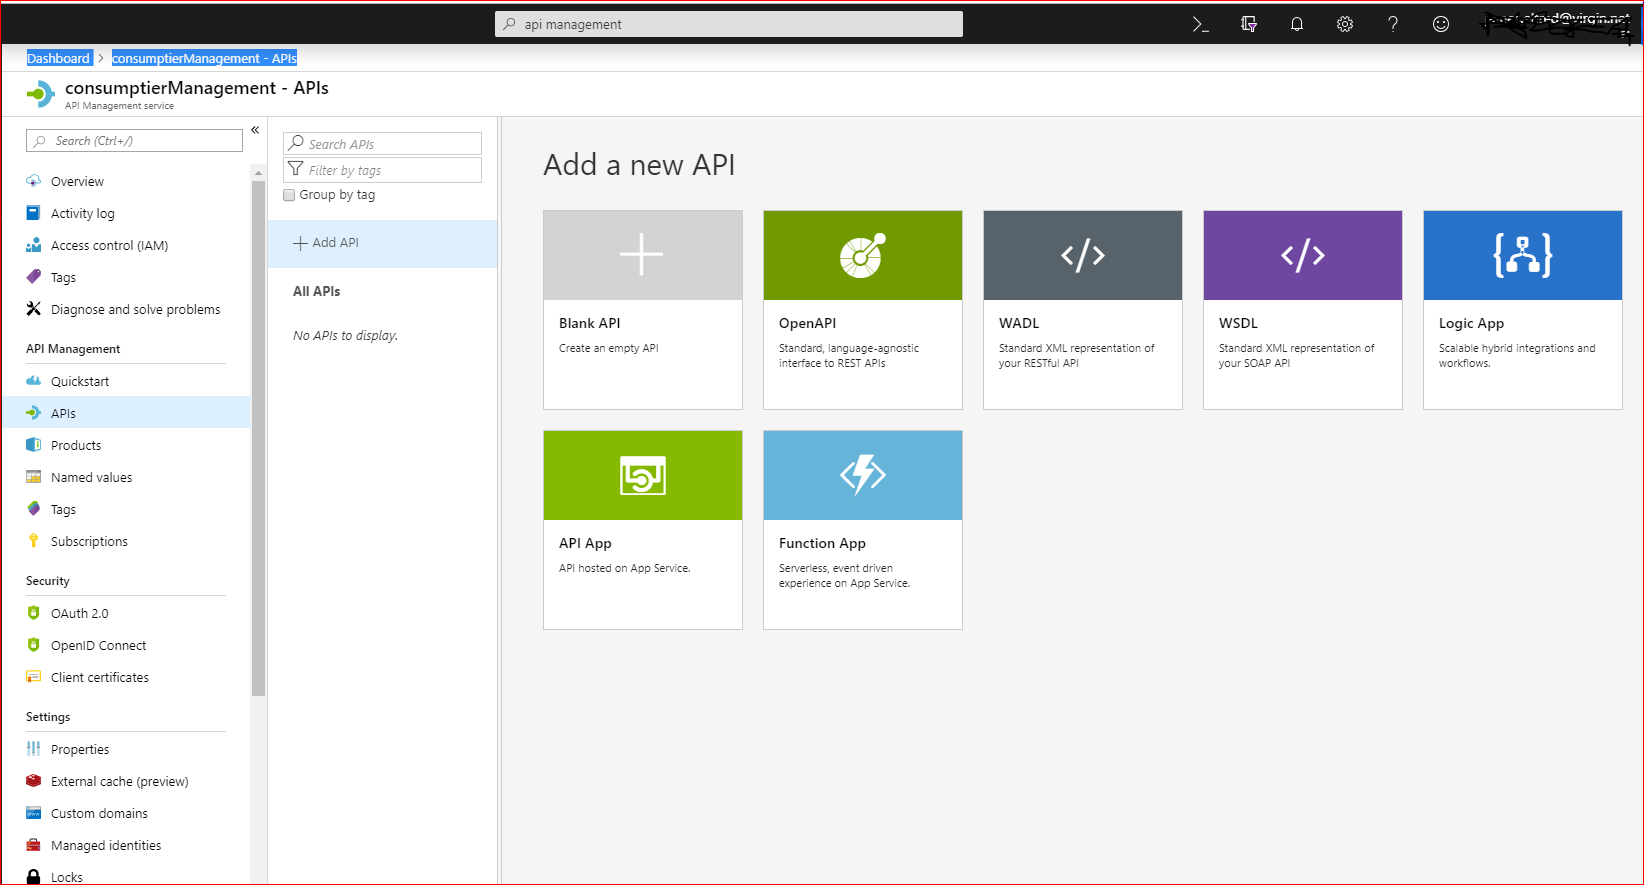 api management
Dashboard > consumptierManagement - APIs
consumptierManagement - APIs
API Management service
Search (Ctrl+/)
«
Overview
Activity log
Access control (IAM)
Tags
Diagnose and solve problems
API Management
Quickstart
APIs
Products
Named values
Tags
Subscriptions
Security
OAuth 2.0
OpenID Connect
Client certificates
Settings
Properties
External cache (preview)
Custom domains
Managed identities
Locks
Search APIs
Filter by tags
Group by tag
Add API
All APIs
No APIs to display.
Add a new API
Blank API
Create an empty API
OpenAPI
Standard, language-agnostic
interface to REST APIs
WADL
Standard XML representation of
your RESTful API
WSDL
Standard XML representation of
your SOAP API
Logic App
Scalable hybrid integrations and
workflows.
API App
API hosted on App Service.
Function App
Serverless, event driven
experience on App Service.